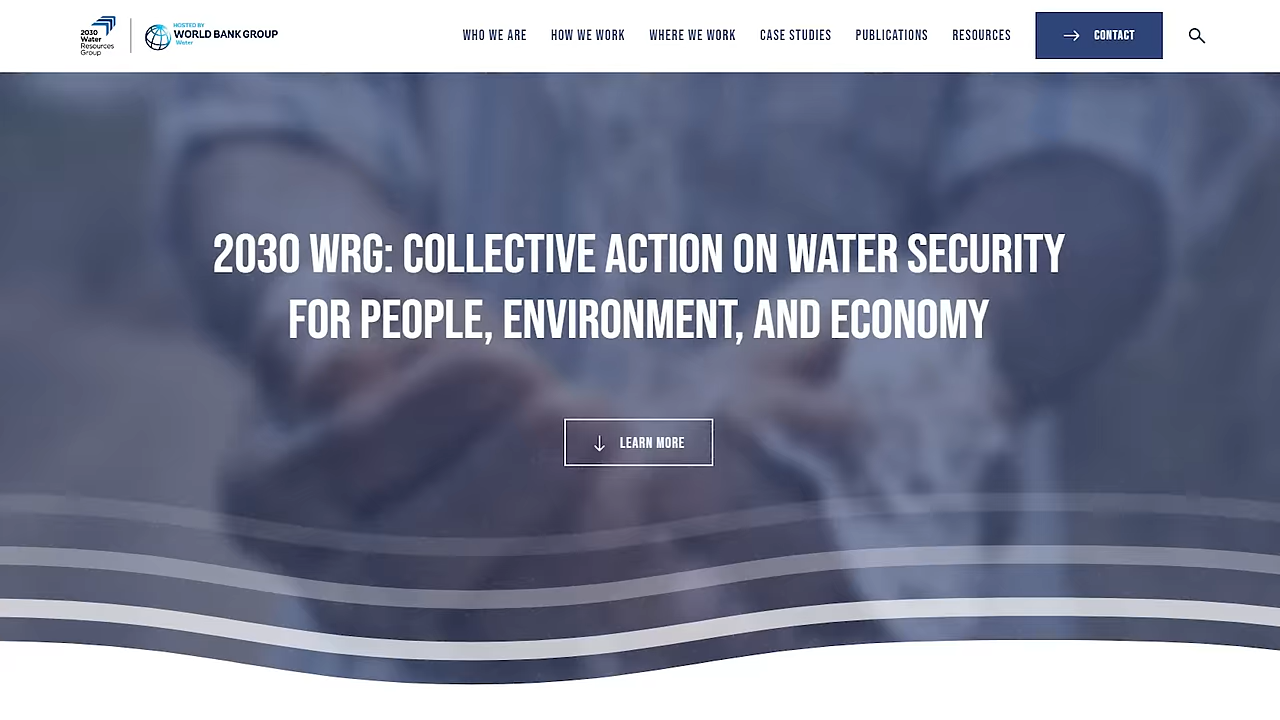 2030
Water
Resources
Group
HOSTED BY
WORLD BANK GROUP
Water
WHO WE ARE
HOW WE WORK
WHERE WE WORK
CASE STUDIES
PUBLICATIONS
RESOURCES
CONTACT
2030 WRG: COLLECTIVE ACTION ON WATER SECURITY
FOR PEOPLE, ENVIRONMENT, AND ECONOMY
LEARN MORE